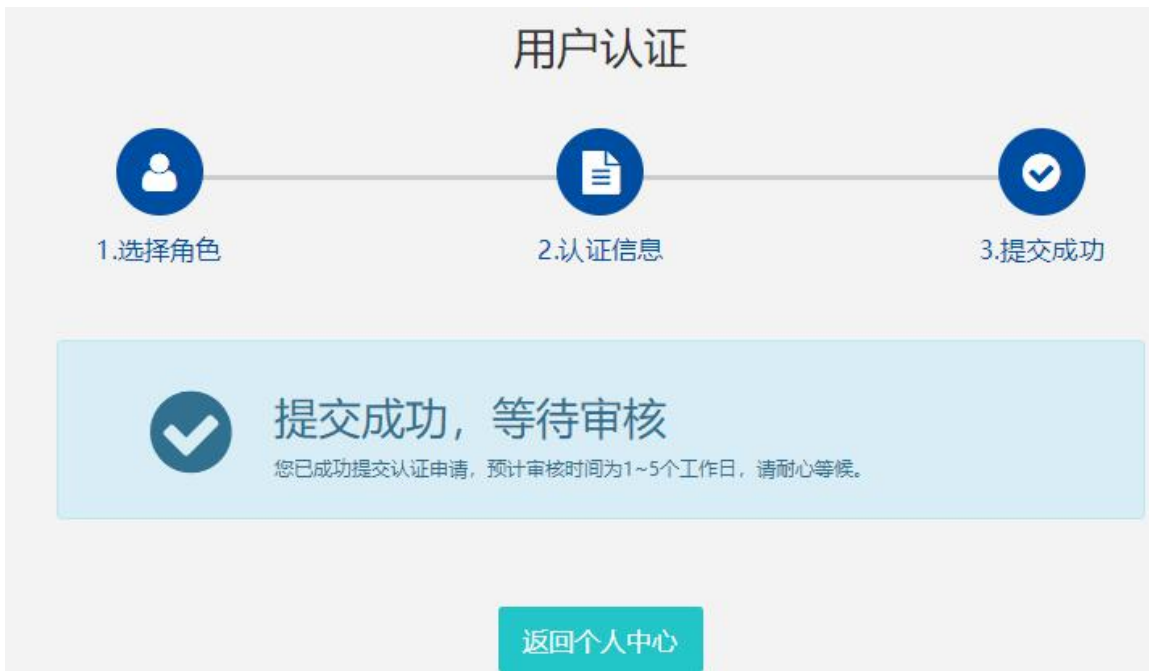 用户认证
1.选择角色
2.认证信息
3.提交成功
提交成功，等待审核
您已成功提交认证申请，预计审核时间为1~5个工作日，请耐心等候。
返回个人中心